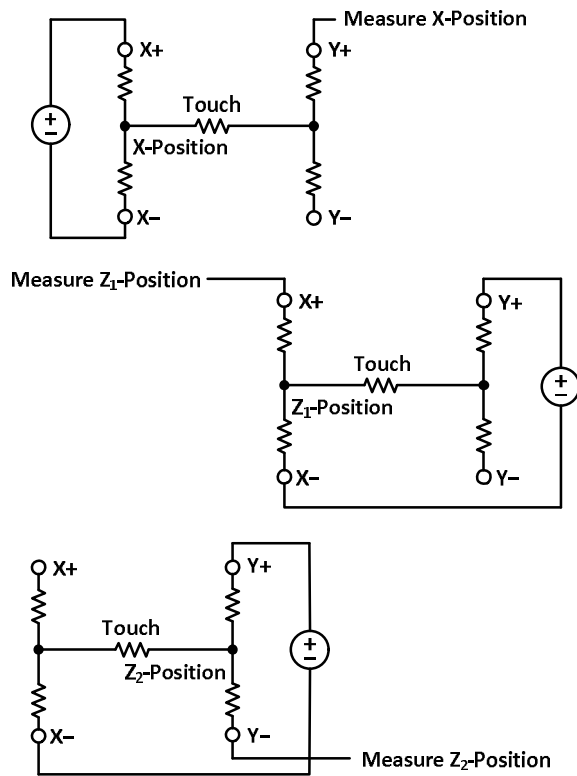 Measure X-Position
X+
Y+
+
−
Touch
X-Position
X−
Y−
Measure Z₁-Position
X+
Y+
Touch
+
−
Z₁-Position
X−
Y−
X+
Y+
Touch
+
−
Z₂-Position
X−
Y−
Measure Z₂-Position